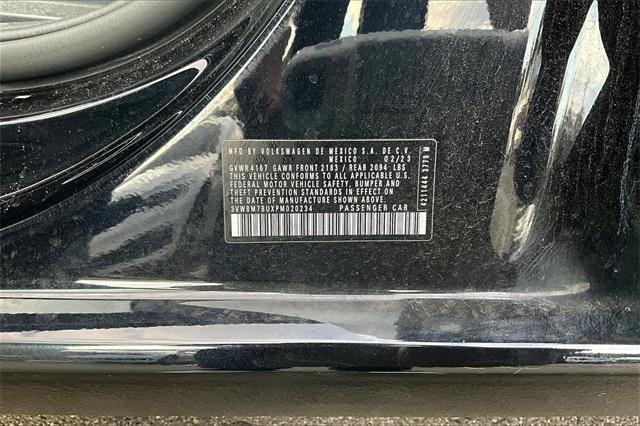 MFD BY VOLKSWAGEN DE MEXICO S.A. DE C.V.
MEXICO 02/23
GVWR 4167 GAWR FRONT 2183 / REAR 2094 LBS
THIS VEHICLE CONFORMS TO ALL APPLICABLE U.S.
FEDERAL MOTOR VEHICLE SAFETY, BUMPER AND
THEFT PREVENTION STANDARDS IN EFFECT ON
THE DATE OF MANUFACTURE SHOWN ABOVE.
3VWBM7BUXPM020234 PASSENGER CAR
4211444 3779 M